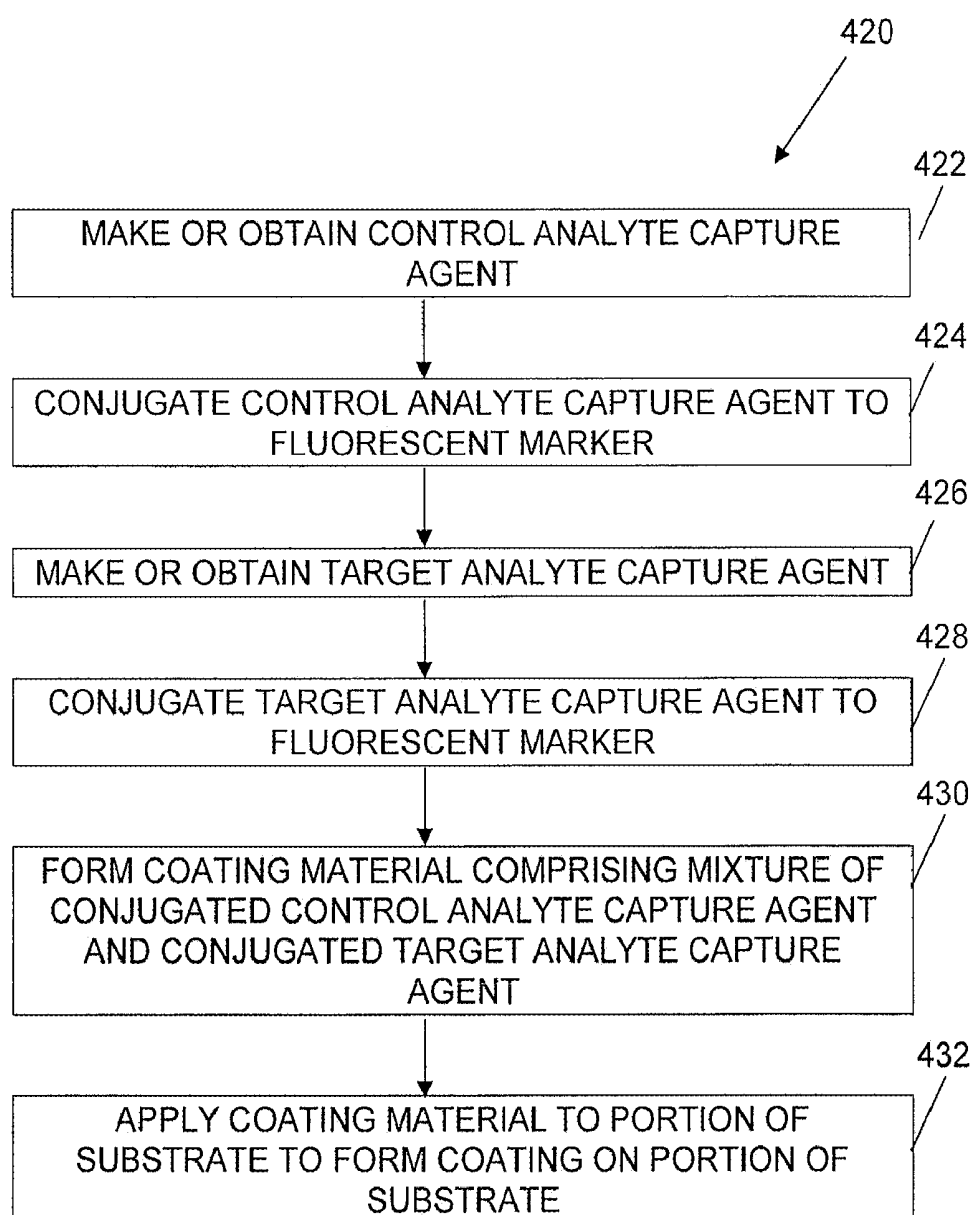 420
422
MAKE OR OBTAIN CONTROL ANALYTE CAPTURE
AGENT
424
CONJUGATE CONTROL ANALYTE CAPTURE AGENT TO
FLUORESCENT MARKER
426
MAKE OR OBTAIN TARGET ANALYTE CAPTURE AGENT
428
CONJUGATE TARGET ANALYTE CAPTURE AGENT TO
FLUORESCENT MARKER
430
FORM COATING MATERIAL COMPRISING MIXTURE OF
CONJUGATED CONTROL ANALYTE CAPTURE AGENT
AND CONJUGATED TARGET ANALYTE CAPTURE
AGENT
432
APPLY COATING MATERIAL TO PORTION OF
SUBSTRATE TO FORM COATING ON PORTION OF
SUBSTRATE